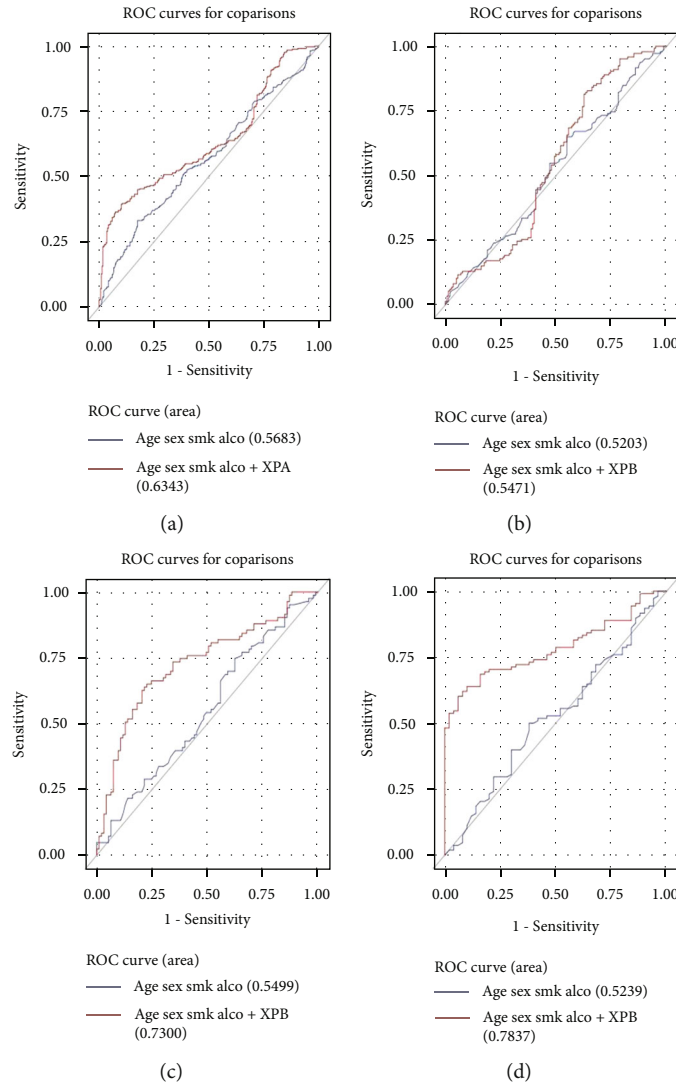 ROC curves for coparisons
1.00
0.75
0.50
0.25
0.00
Sensitivity
0.00 0.25 0.50 0.75 1.00
1 - Sensitivity
ROC curve (area)
Age sex smk alco (0.5683)
Age sex smk alco + XPA
(0.6343)
(a)
ROC curves for coparisons
1.00
0.75
0.50
0.25
0.00
Sensitivity
0.00 0.25 0.50 0.75 1.00
1 - Sensitivity
ROC curve (area)
Age sex smk alco (0.5203)
Age sex smk alco + XPB
(0.5471)
(b)
ROC curves for coparisons
1.00
0.75
0.50
0.25
0.00
Sensitivity
0.00 0.25 0.50 0.75 1.00
1 - Sensitivity
ROC curve (area)
Age sex smk alco (0.5499)
Age sex smk alco + XPB
(0.7300)
(c)
ROC curves for coparisons
1.00
0.75
0.50
0.25
0.00
Sensitivity
0.00 0.25 0.50 0.75 1.00
1 - Sensitivity
ROC curve (area)
Age sex smk alco (0.5239)
Age sex smk alco + XPB
(0.7837)
(d)